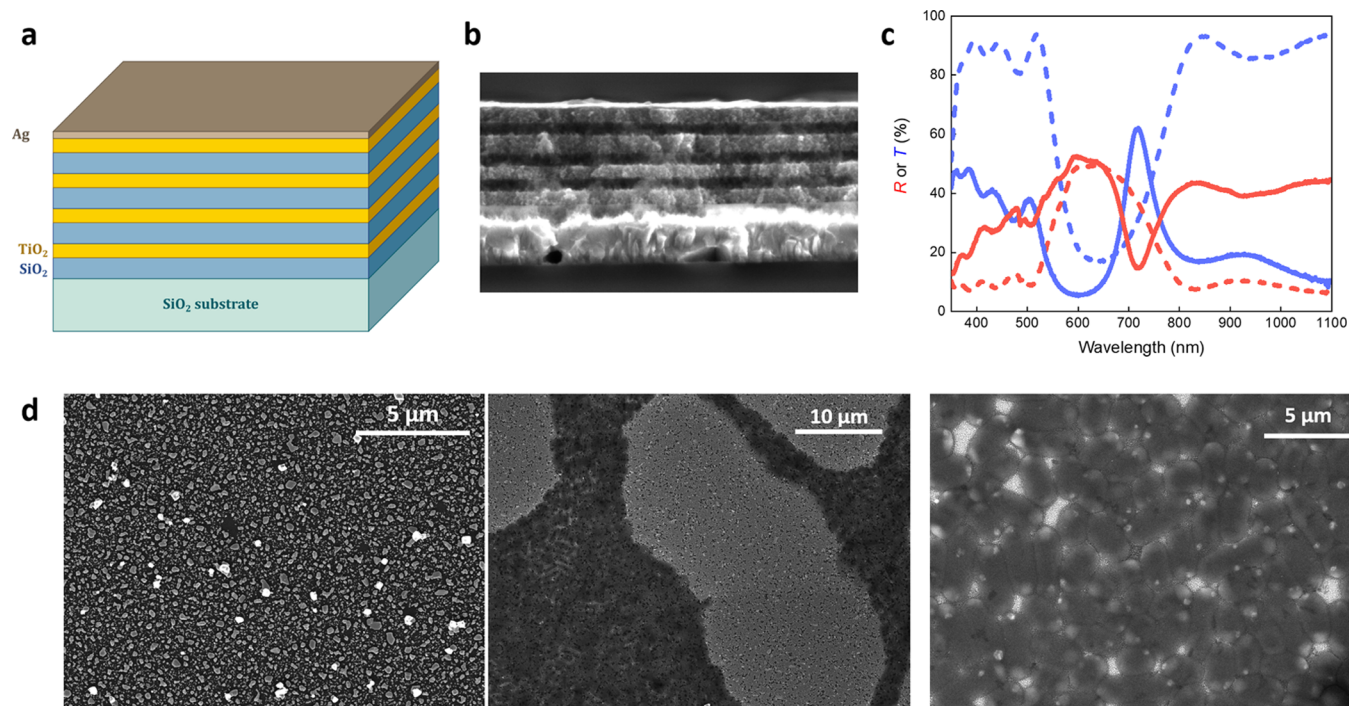 a
Ag
TiO₂
SiO₂
SiO₂ substrate
b
c
100
80
60
40
20
0
R or T (%)
400 500 600 700 800 900 1000 1100
Wavelength (nm)
d
5 μm
10 μm
5 μm